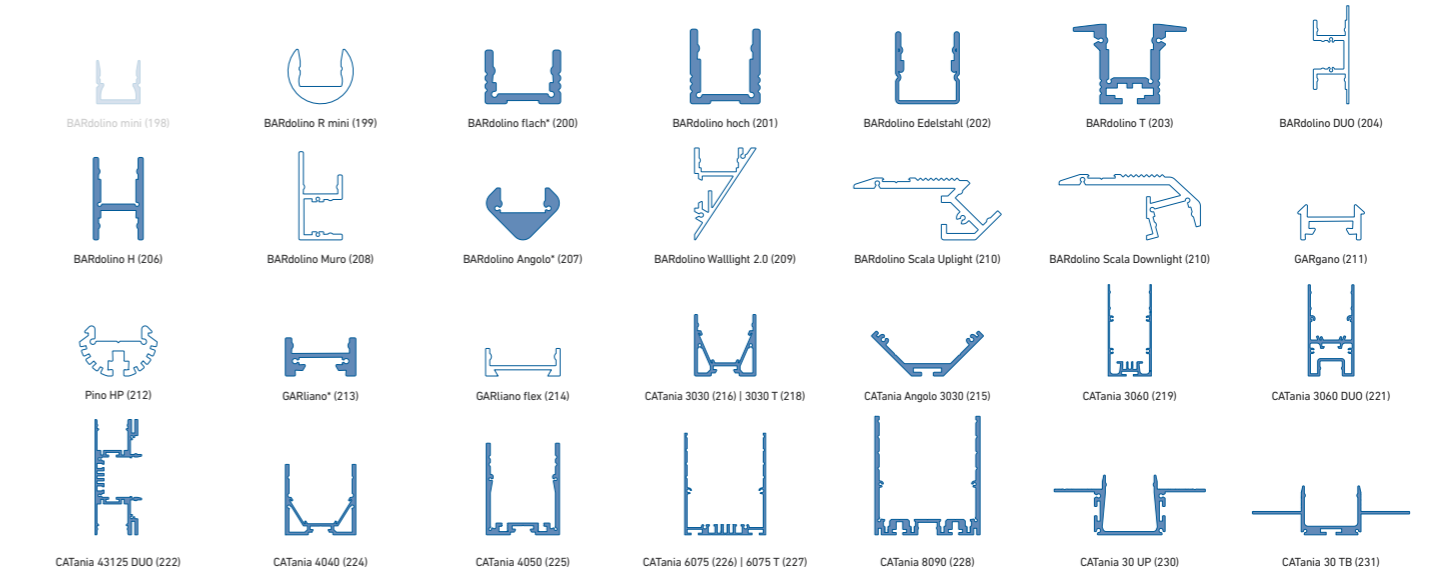 BARdolino mini (198)
BARdolino R mini (199)
BARdolino flach* (200)
BARdolino hoch (201)
BARdolino Edelstahl (202)
BARdolino T (203)
BARdolino DUO (204)
BARdolino H (206)
BARdolino Muro (208)
BARdolino Angolo* (207)
BARdolino Walllight 2.0 (209)
BARdolino Scala Uplight (210)
BARdolino Scala Downlight (210)
GARgano (211)
Pino HP (212)
GARliano* (213)
GARliano flex (214)
CATania 3030 (216) | 3030 T (218)
CATania Angolo 3030 (215)
CATania 3060 (219)
CATania 3060 DUO (221)
CATania 43125 DUO (222)
CATania 4040 (224)
CATania 4050 (225)
CATania 6075 (226) | 6075 T (227)
CATania 8090 (228)
CATania 30 UP (230)
CATania 30 TB (231)